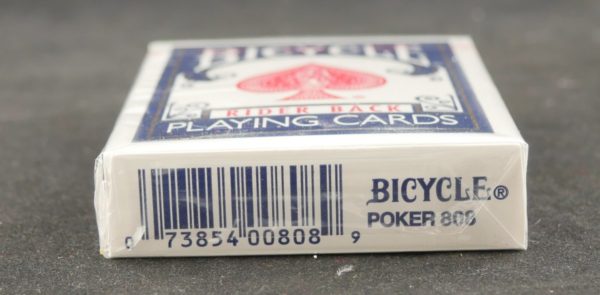 BICYCLE
RIDER BACK
PLAYING CARDS
BICYCLE®
POKER 808
0 73854 00808 9